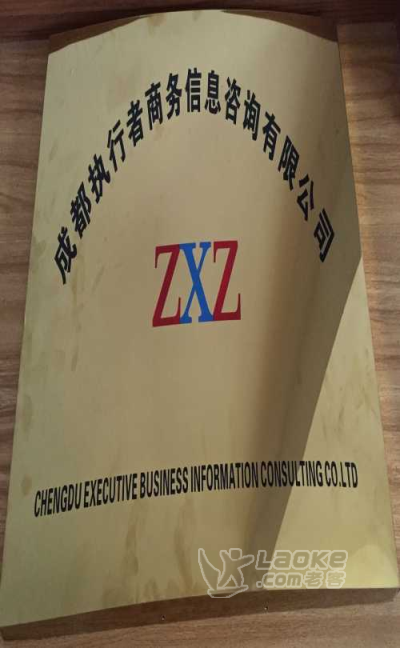 成都执行者商务信息咨询有限公司
ZXZ
CHENGDU EXECUTIVE BUSINESS INFORMATION CONSULTING CO.LTD
LAOKE
.com老客